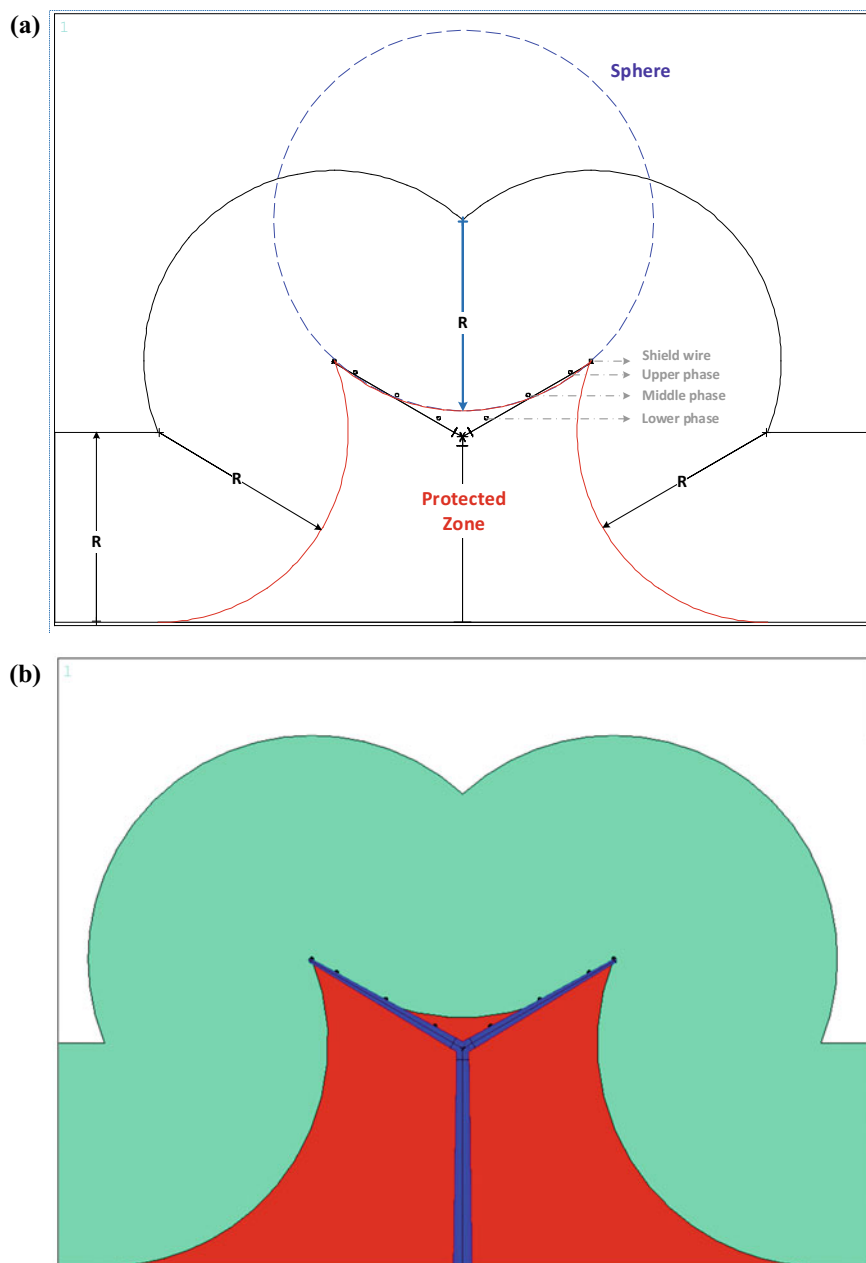 (a)
1
Sphere
R
Shield wire
Upper phase
Middle phase
Lower phase
R
R
R
Protected
Zone
(b)
1